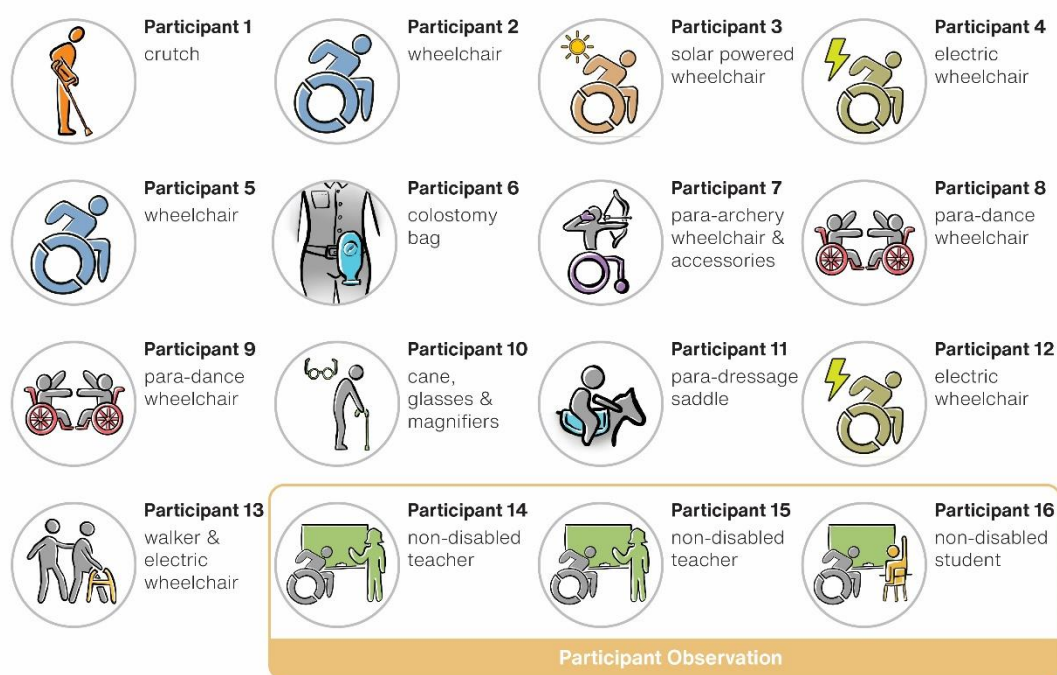 Participant 1
crutch
Participant 2
wheelchair
Participant 3
solar powered
wheelchair
Participant 4
electric
wheelchair
Participant 5
wheelchair
Participant 6
colostomy
bag
Participant 7
para-archery
wheelchair &
accessories
Participant 8
para-dance
wheelchair
Participant 9
para-dance
wheelchair
Participant 10
cane,
glasses &
magnifiers
Participant 11
para-dressage
saddle
Participant 12
electric
wheelchair
Participant 13
walker &
electric
wheelchair
Participant 14
non-disabled
teacher
Participant 15
non-disabled
teacher
Participant 16
non-disabled
student
Participant Observation